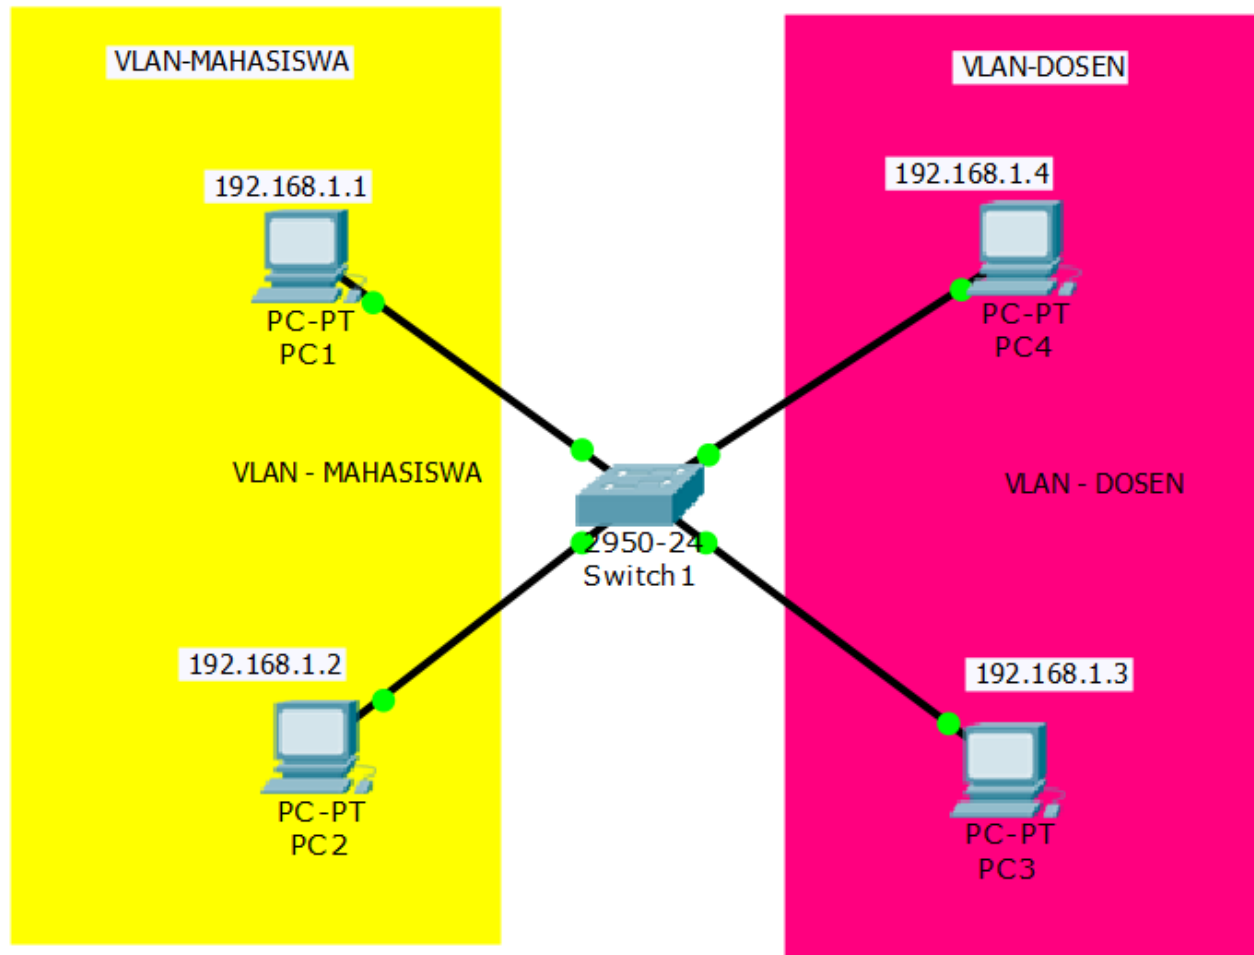 VLAN-MAHASISWA
192.168.1.1
PC-PT
PC1
VLAN - MAHASISWA
192.168.1.2
PC-PT
PC2
2950-24
Switch1
VLAN-DOSEN
192.168.1.4
PC-PT
PC4
VLAN - DOSEN
192.168.1.3
PC-PT
PC3